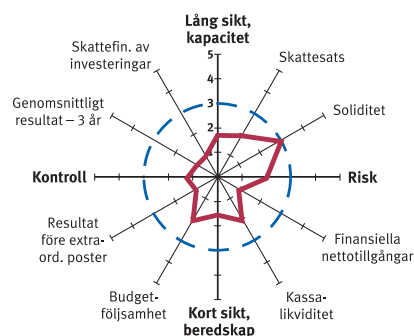 Lång sikt,
kapacitet
Skattefin. av
investeringar
Skattesats
Genomsnittligt
resultat – 3 år
Soliditet
5
4
3
2
1
Kontroll
Risk
Resultat
före extra-
ord. poster
Finansiella
nettotillgångar
Budget-
följsamhet
Kassa-
likviditet
Kort sikt,
beredskap